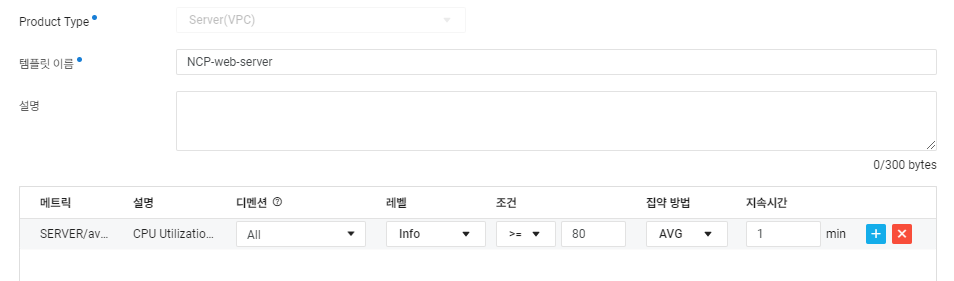 Product Type
Server(VPC)
템플릿 이름
NCP-web-server
설명
0/300 bytes
메트릭 설명 디멘션 레벨 조건 집약 방법 지속시간
SERVER/av... CPU Utilizatio... All Info >= 80 AVG 1 min